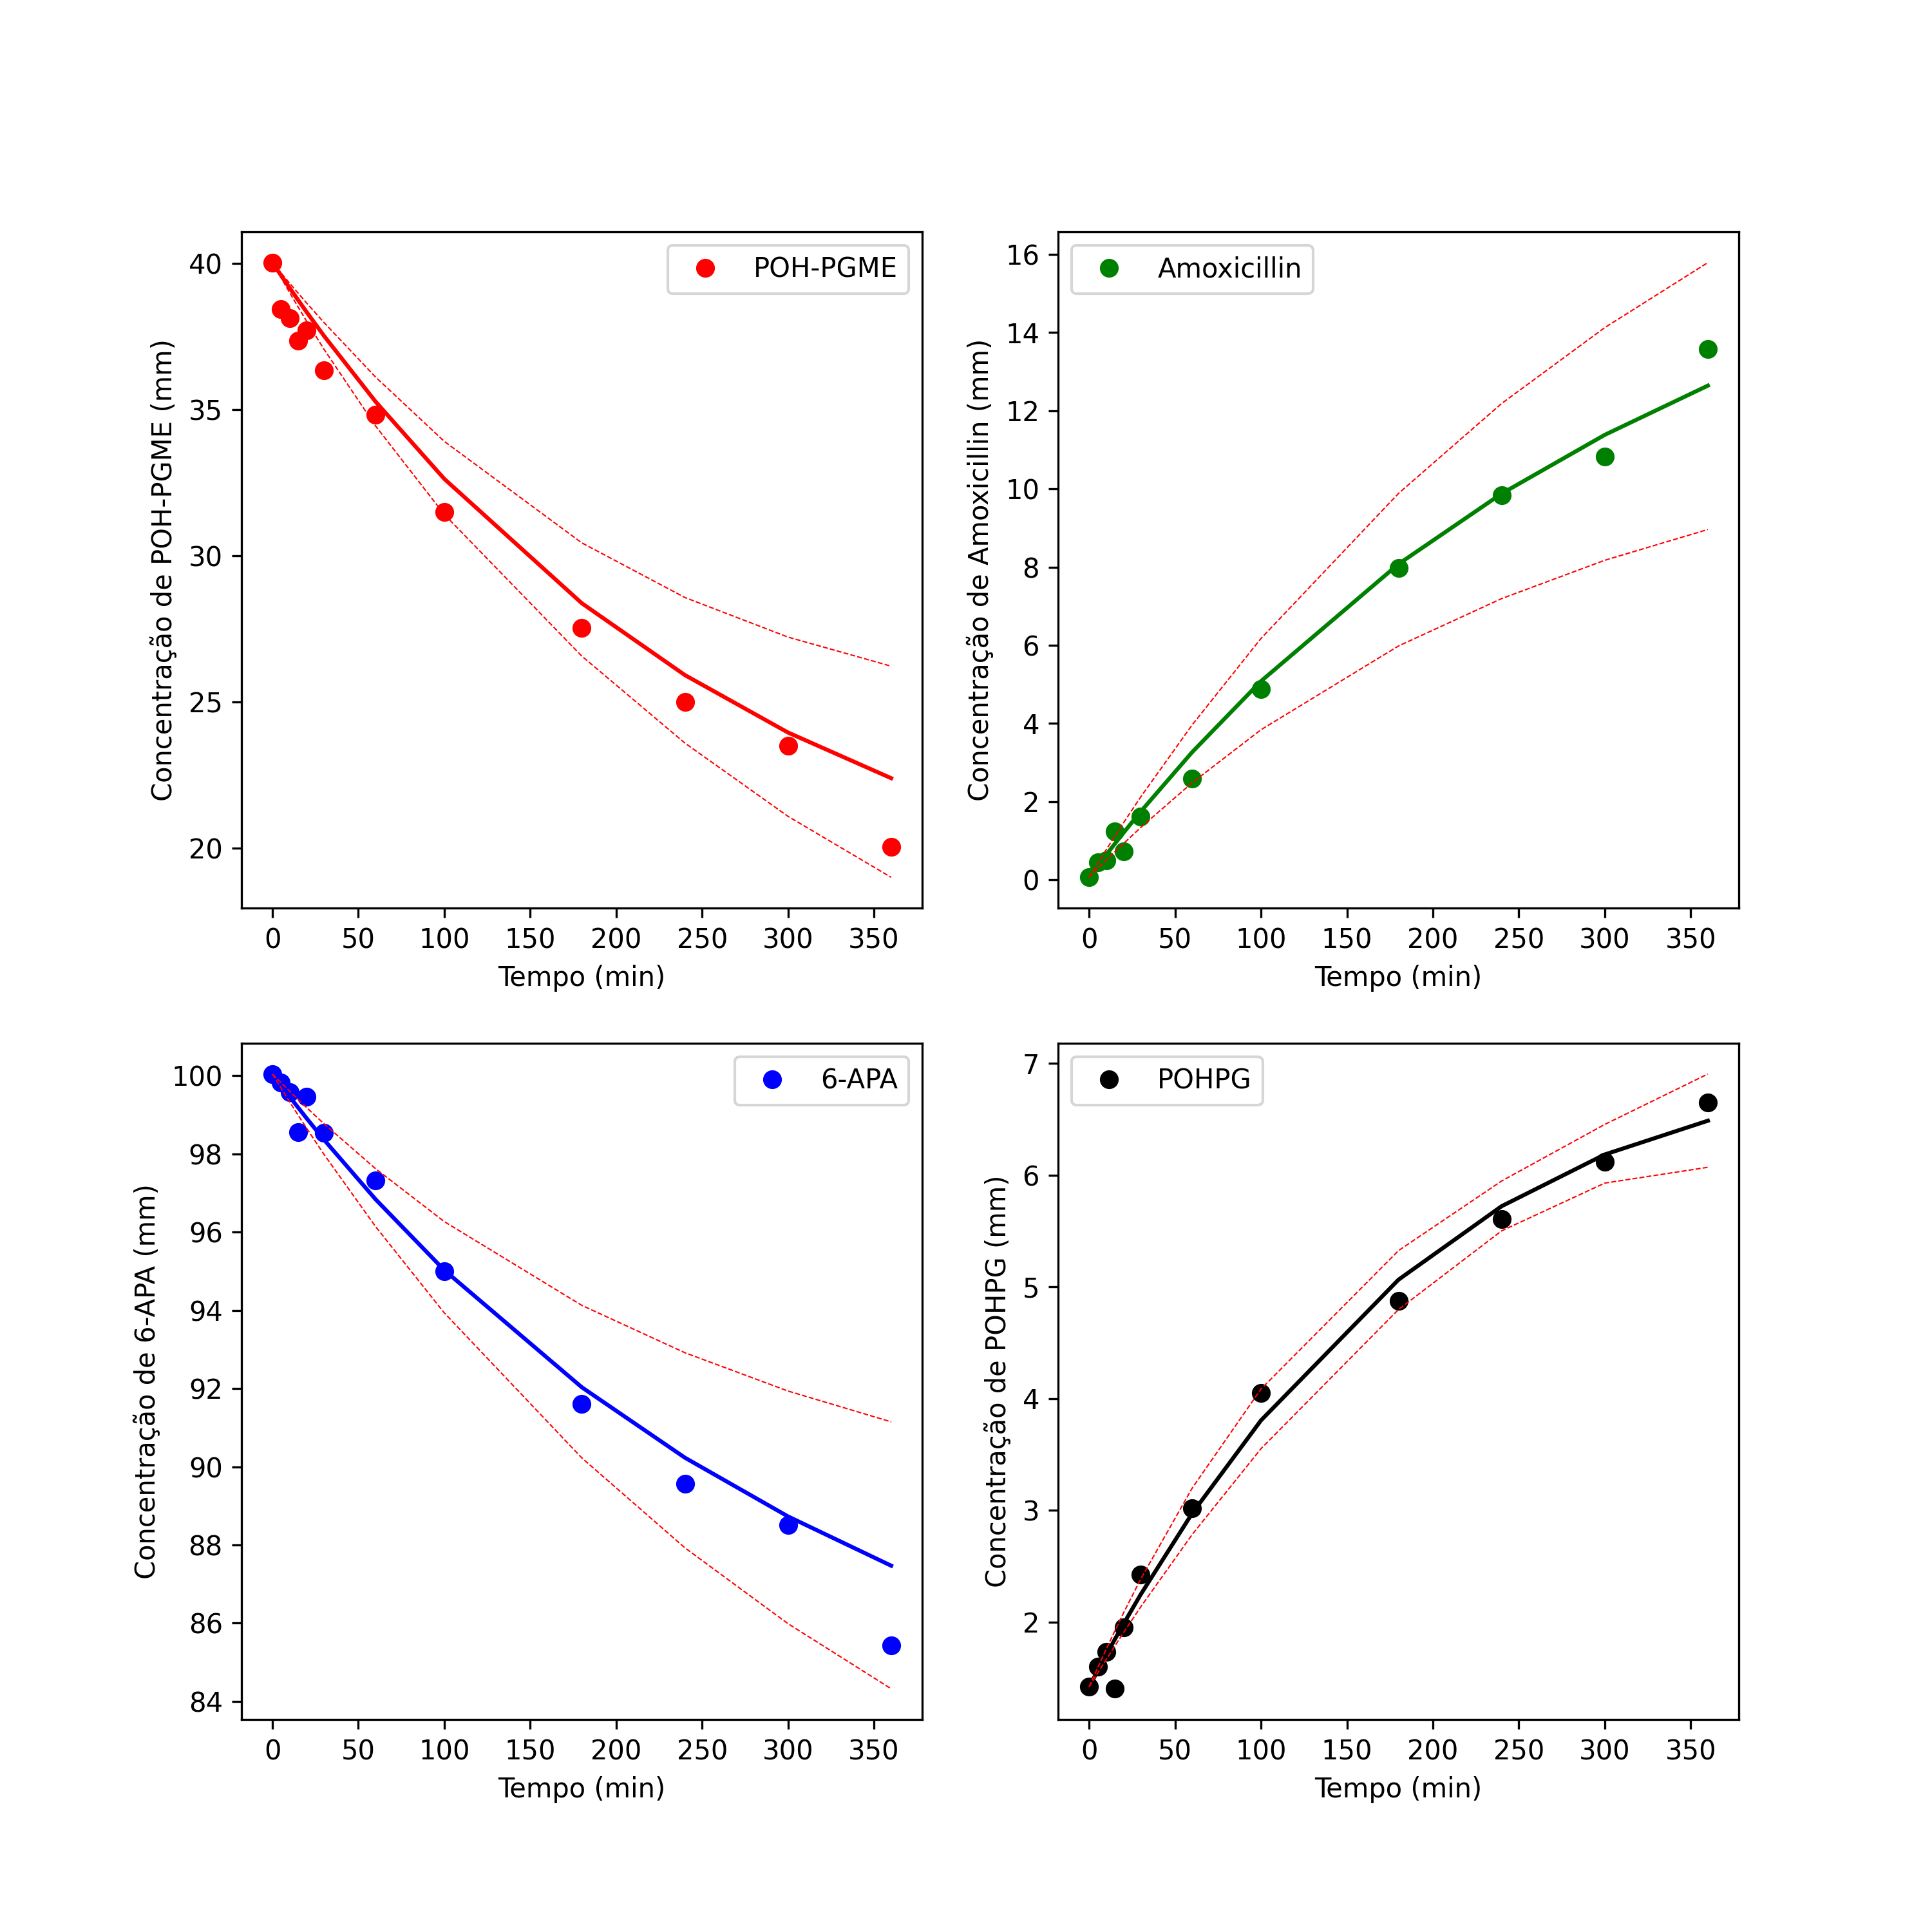 POH-PGME
40
35
30
25
20
Concentração de POH-PGME (mm)
0 50 100 150 200 250 300 350
Tempo (min)
Amoxicillin
16
14
12
10
8
6
4
2
0
Concentração de Amoxicillin (mm)
0 50 100 150 200 250 300 350
Tempo (min)
6-APA
100
98
96
94
92
90
88
86
84
Concentração de 6-APA (mm)
0 50 100 150 200 250 300 350
Tempo (min)
POHPG
7
6
5
4
3
2
Concentração de POHPG (mm)
0 50 100 150 200 250 300 350
Tempo (min)